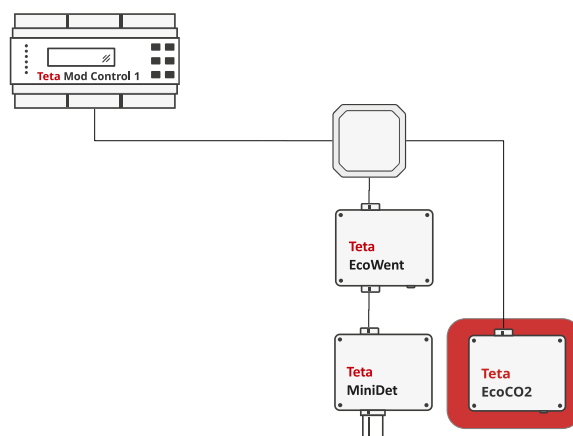 Teta Mod Control 1
Teta
EcoWent
Teta
MiniDet
Teta
EcoCO2